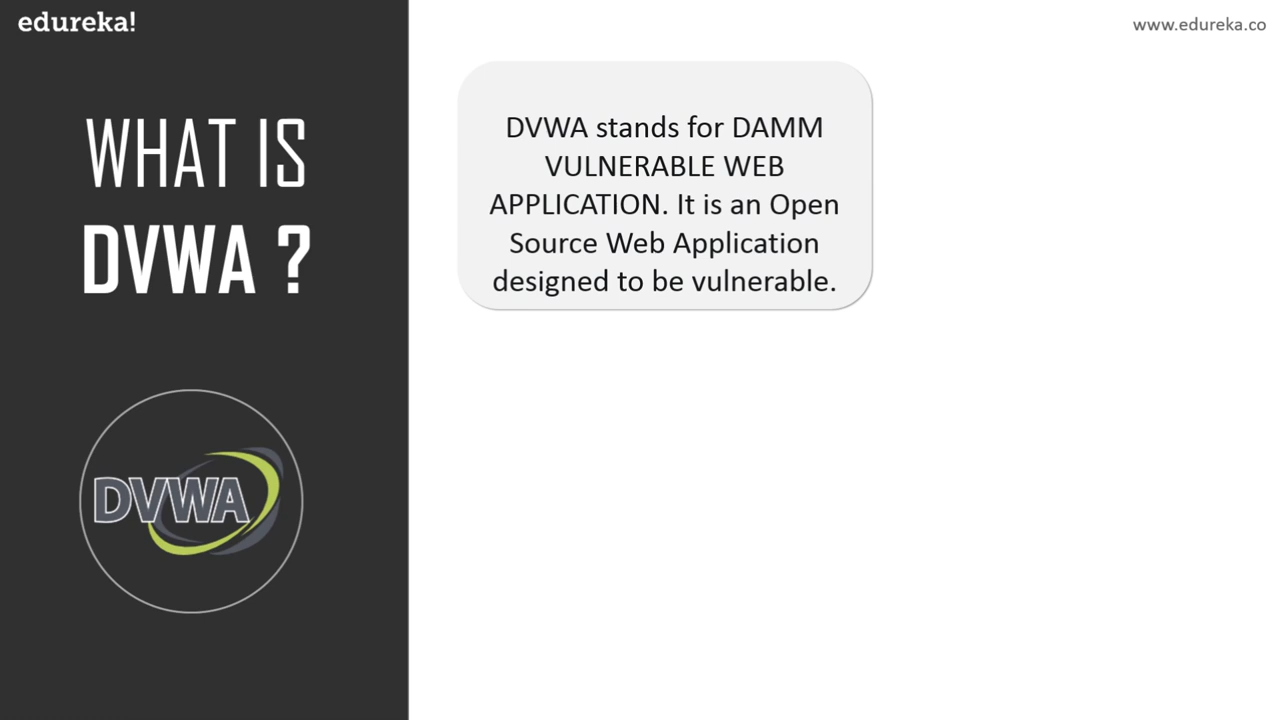 edureka!
www.edureka.co
WHAT IS
DVWA ?
DVWA
DVWA stands for DAMM
VULNERABLE WEB
APPLICATION. It is an Open
Source Web Application
designed to be vulnerable.